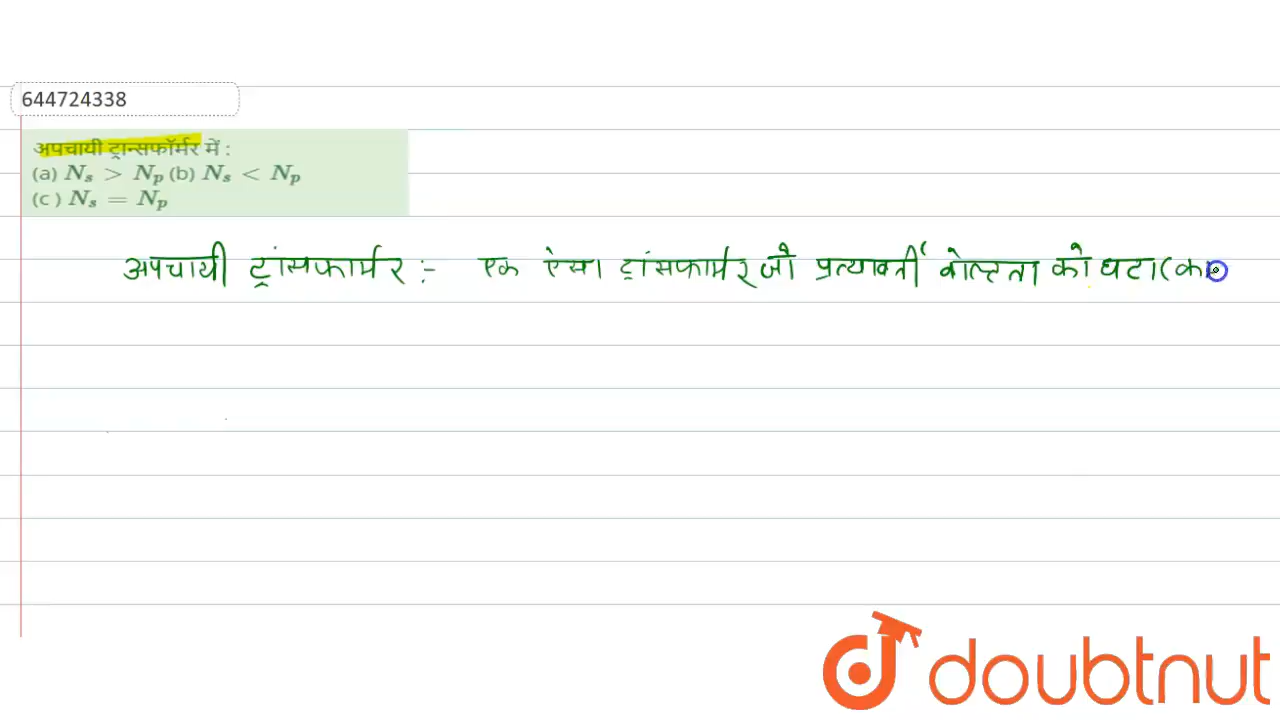 644724338
अपचायी ट्रान्सफॉर्मर में :
(a) N_s > N_p (b) N_s < N_p
(c ) N_s = N_p
अपचायी ट्रांसफार्मर :- एक ऐसा ट्रांसफार्मर जो प्रत्यावर्ती वोल्टता को घटा
doubtnut